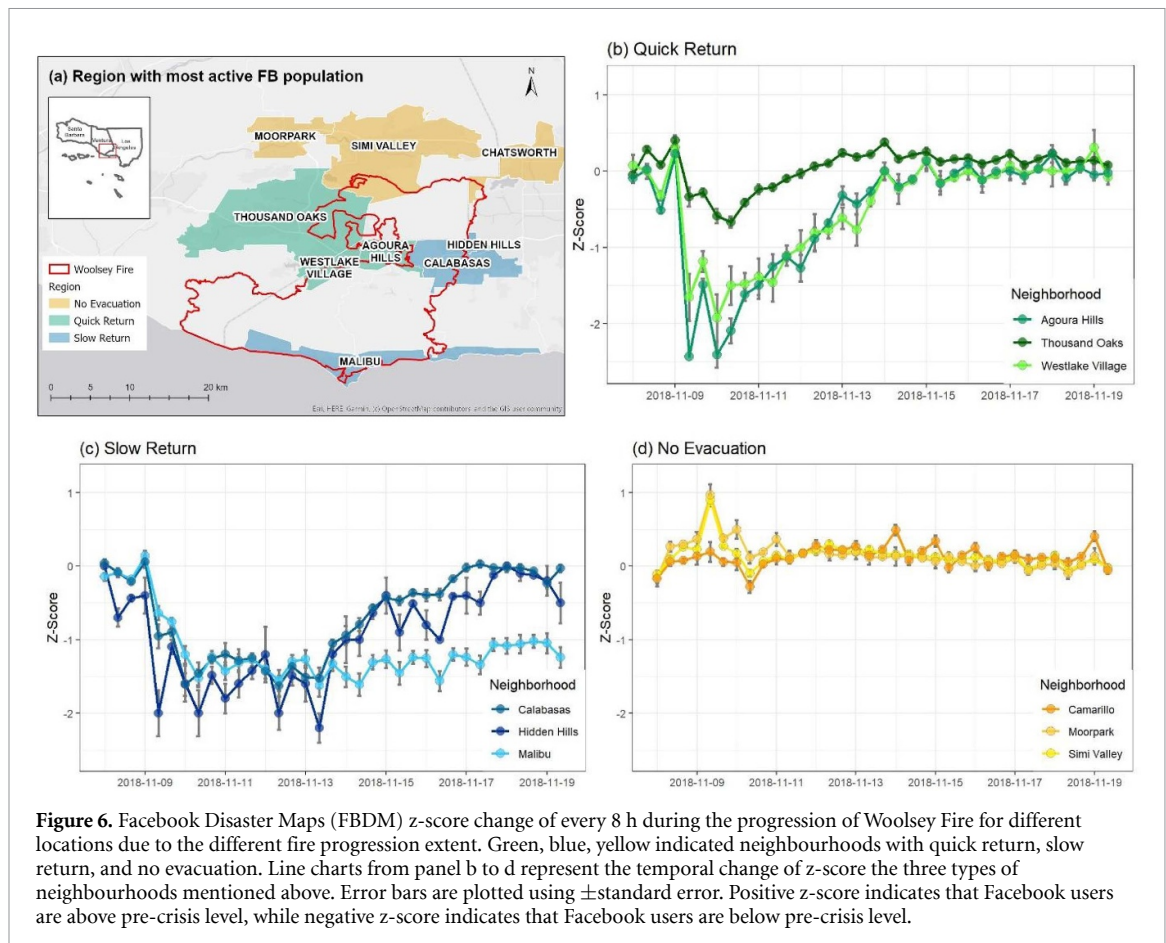 (a) Region with most active FB population
N
Santa
Barbara
Ventura
Los
Angeles
MOORPARK
SIMI VALLEY
CHATSWORTH
THOUSAND OAKS
AGOURA
HILLS
HIDDEN HILLS
CALABASAS
WESTLAKE
VILLAGE
MALIBU
Woolsey Fire
Region
No Evacuation
Quick Return
Slow Return
0 5 10 20 km
Esri, HERE, Garmin, (c) OpenStreetMap contributors, and the GIS user community
(b) Quick Return
1
0
-1
-2
Z-Score
Neighborhood
Agoura Hills
Thousand Oaks
Westlake Village
2018-11-09 2018-11-11 2018-11-13 2018-11-15 2018-11-17 2018-11-19
(c) Slow Return
1
0
-1
-2
Z-Score
Neighborhood
Calabasas
Hidden Hills
Malibu
2018-11-09 2018-11-11 2018-11-13 2018-11-15 2018-11-17 2018-11-19
(d) No Evacuation
1
0
-1
-2
Z-Score
Neighborhood
Camarillo
Moorpark
Simi Valley
2018-11-09 2018-11-11 2018-11-13 2018-11-15 2018-11-17 2018-11-19
Figure 6. Facebook Disaster Maps (FBDM) z-score change of every 8 h during the progression of Woolsey Fire for different
locations due to the different fire progression extent. Green, blue, yellow indicated neighbourhoods with quick return, slow
return, and no evacuation. Line charts from panel b to d represent the temporal change of z-score the three types of
neighbourhoods mentioned above. Error bars are plotted using ±standard error. Positive z-score indicates that Facebook users
are above pre-crisis level, while negative z-score indicates that Facebook users are below pre-crisis level.